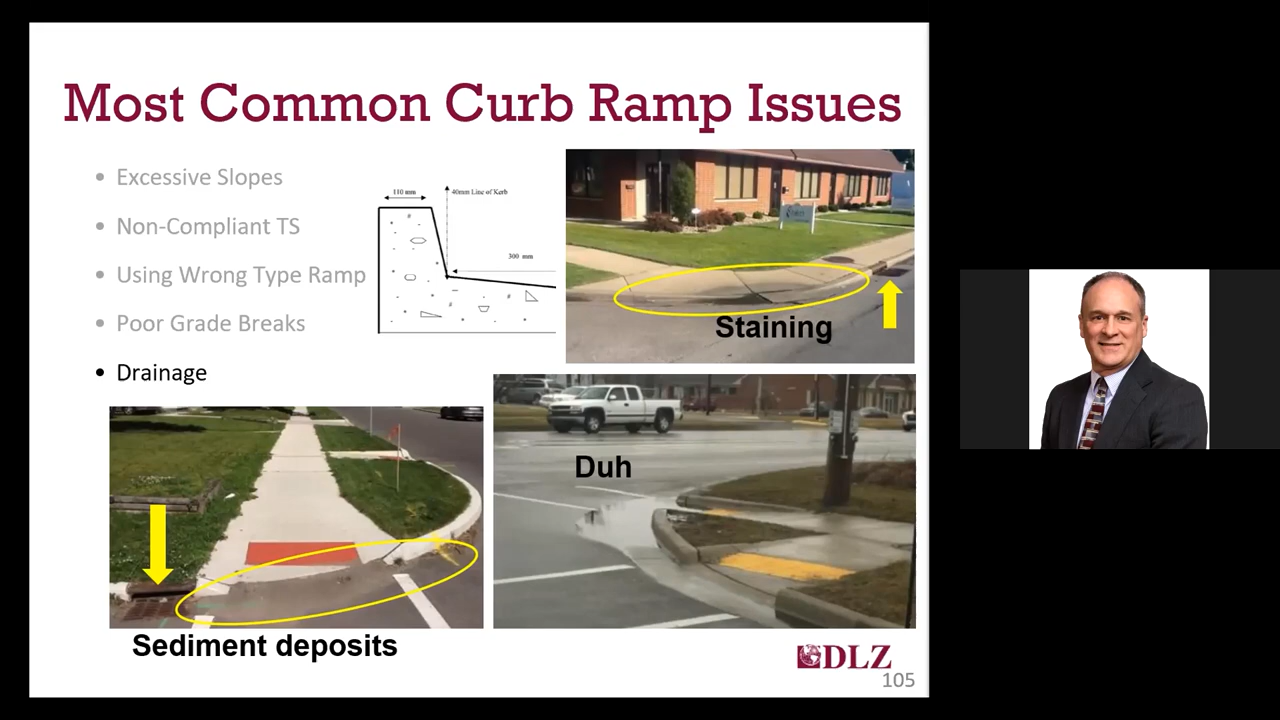 Most Common Curb Ramp Issues
• Excessive Slopes
• Non-Compliant TS
• Using Wrong Type Ramp
• Poor Grade Breaks
• Drainage
110 mm
40mm Line of Kerb
300 mm
Staining
Duh
Sediment deposits
DLZ
105